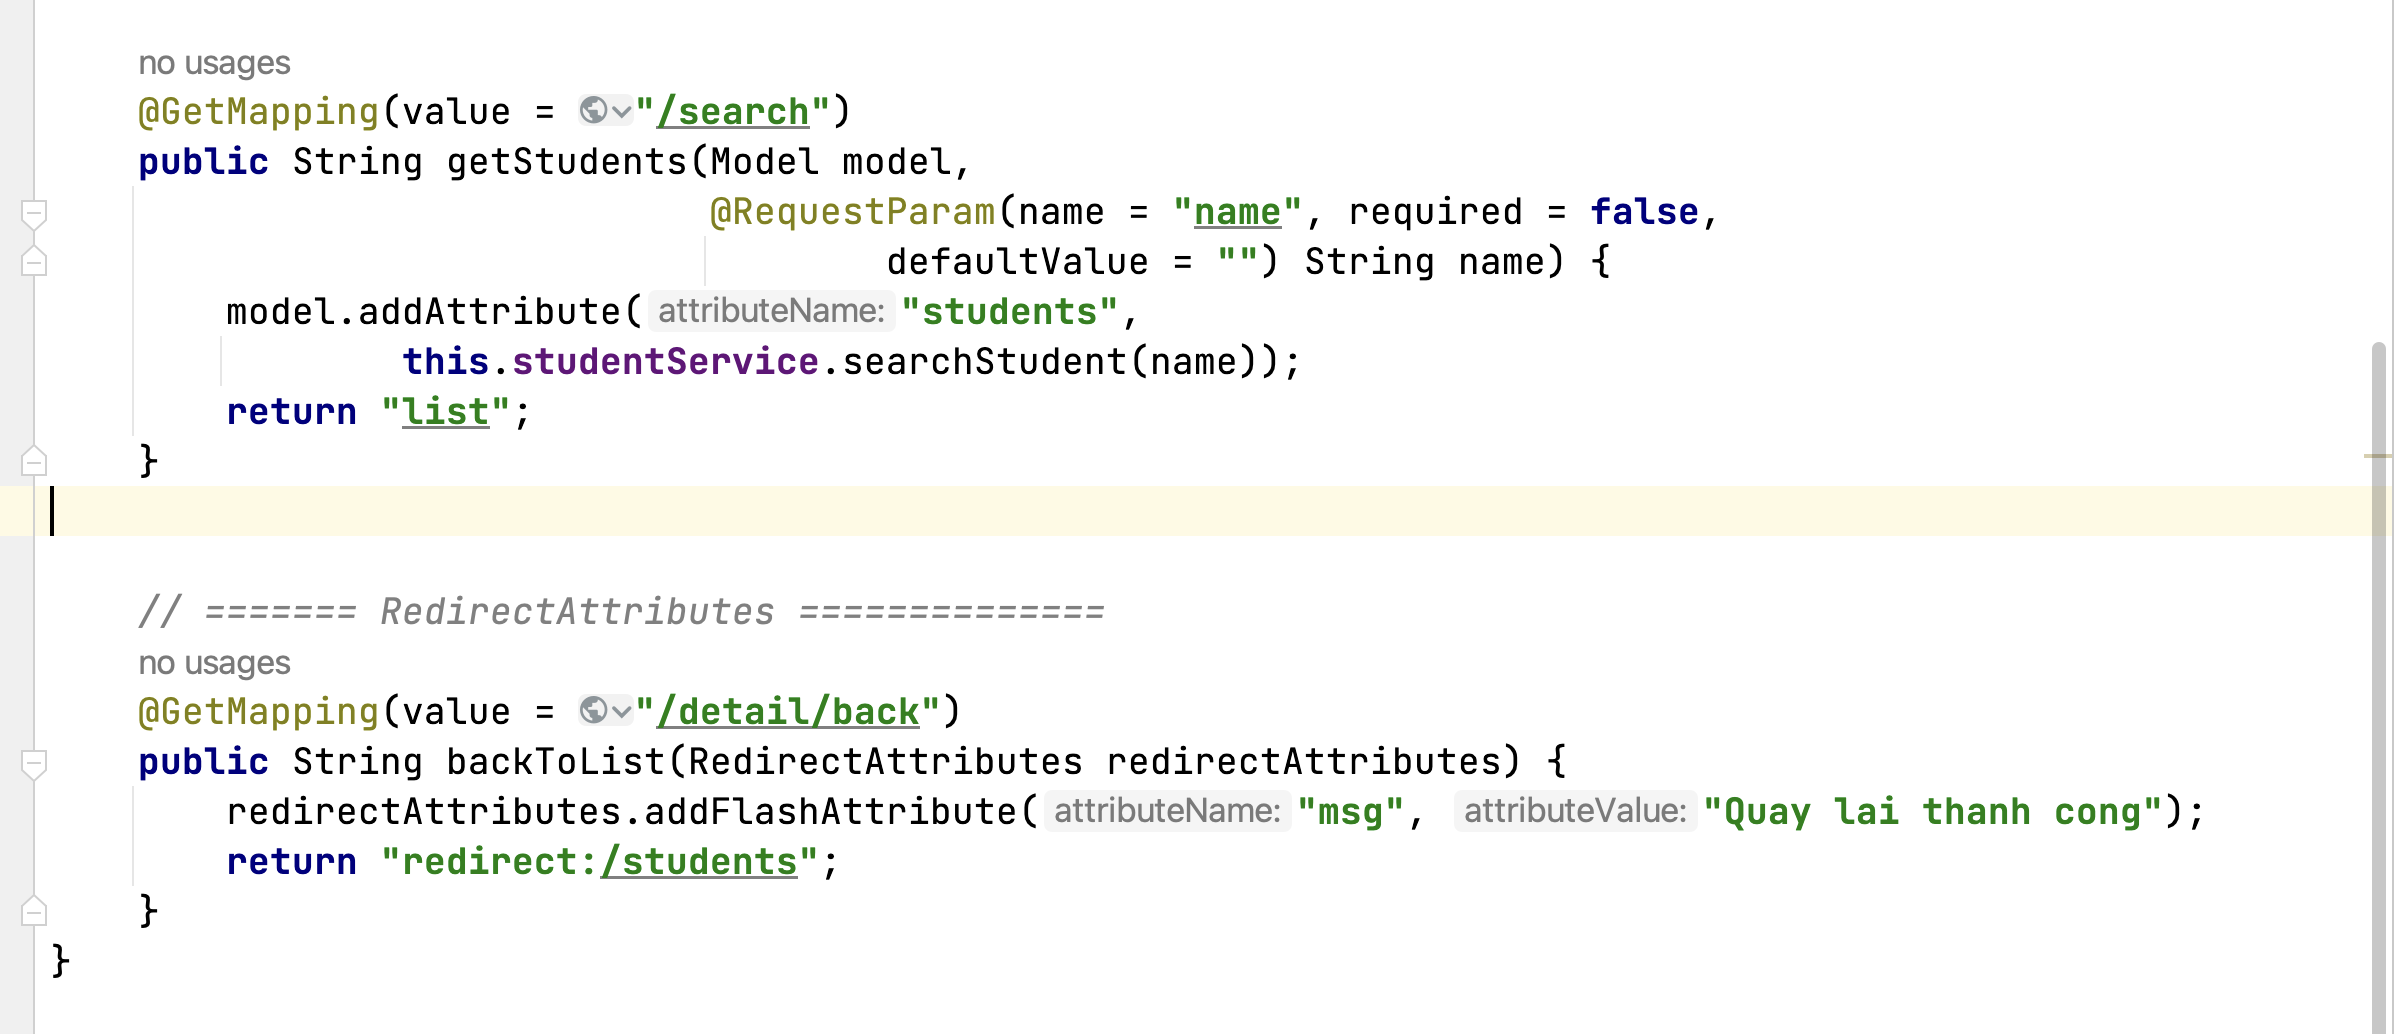 no usages
@GetMapping(value = "/search")
public String getStudents(Model model,
@RequestParam(name = "name", required = false,
defaultValue = "") String name) {
model.addAttribute( attributeName: "students",
this.studentService.searchStudent(name));
return "list";
}
// ======= RedirectAttributes ==============
no usages
@GetMapping(value = "/detail/back")
public String backToList(RedirectAttributes redirectAttributes) {
redirectAttributes.addFlashAttribute( attributeName: "msg", attributeValue: "Quay lai thanh cong");
return "redirect:/students";
}
}